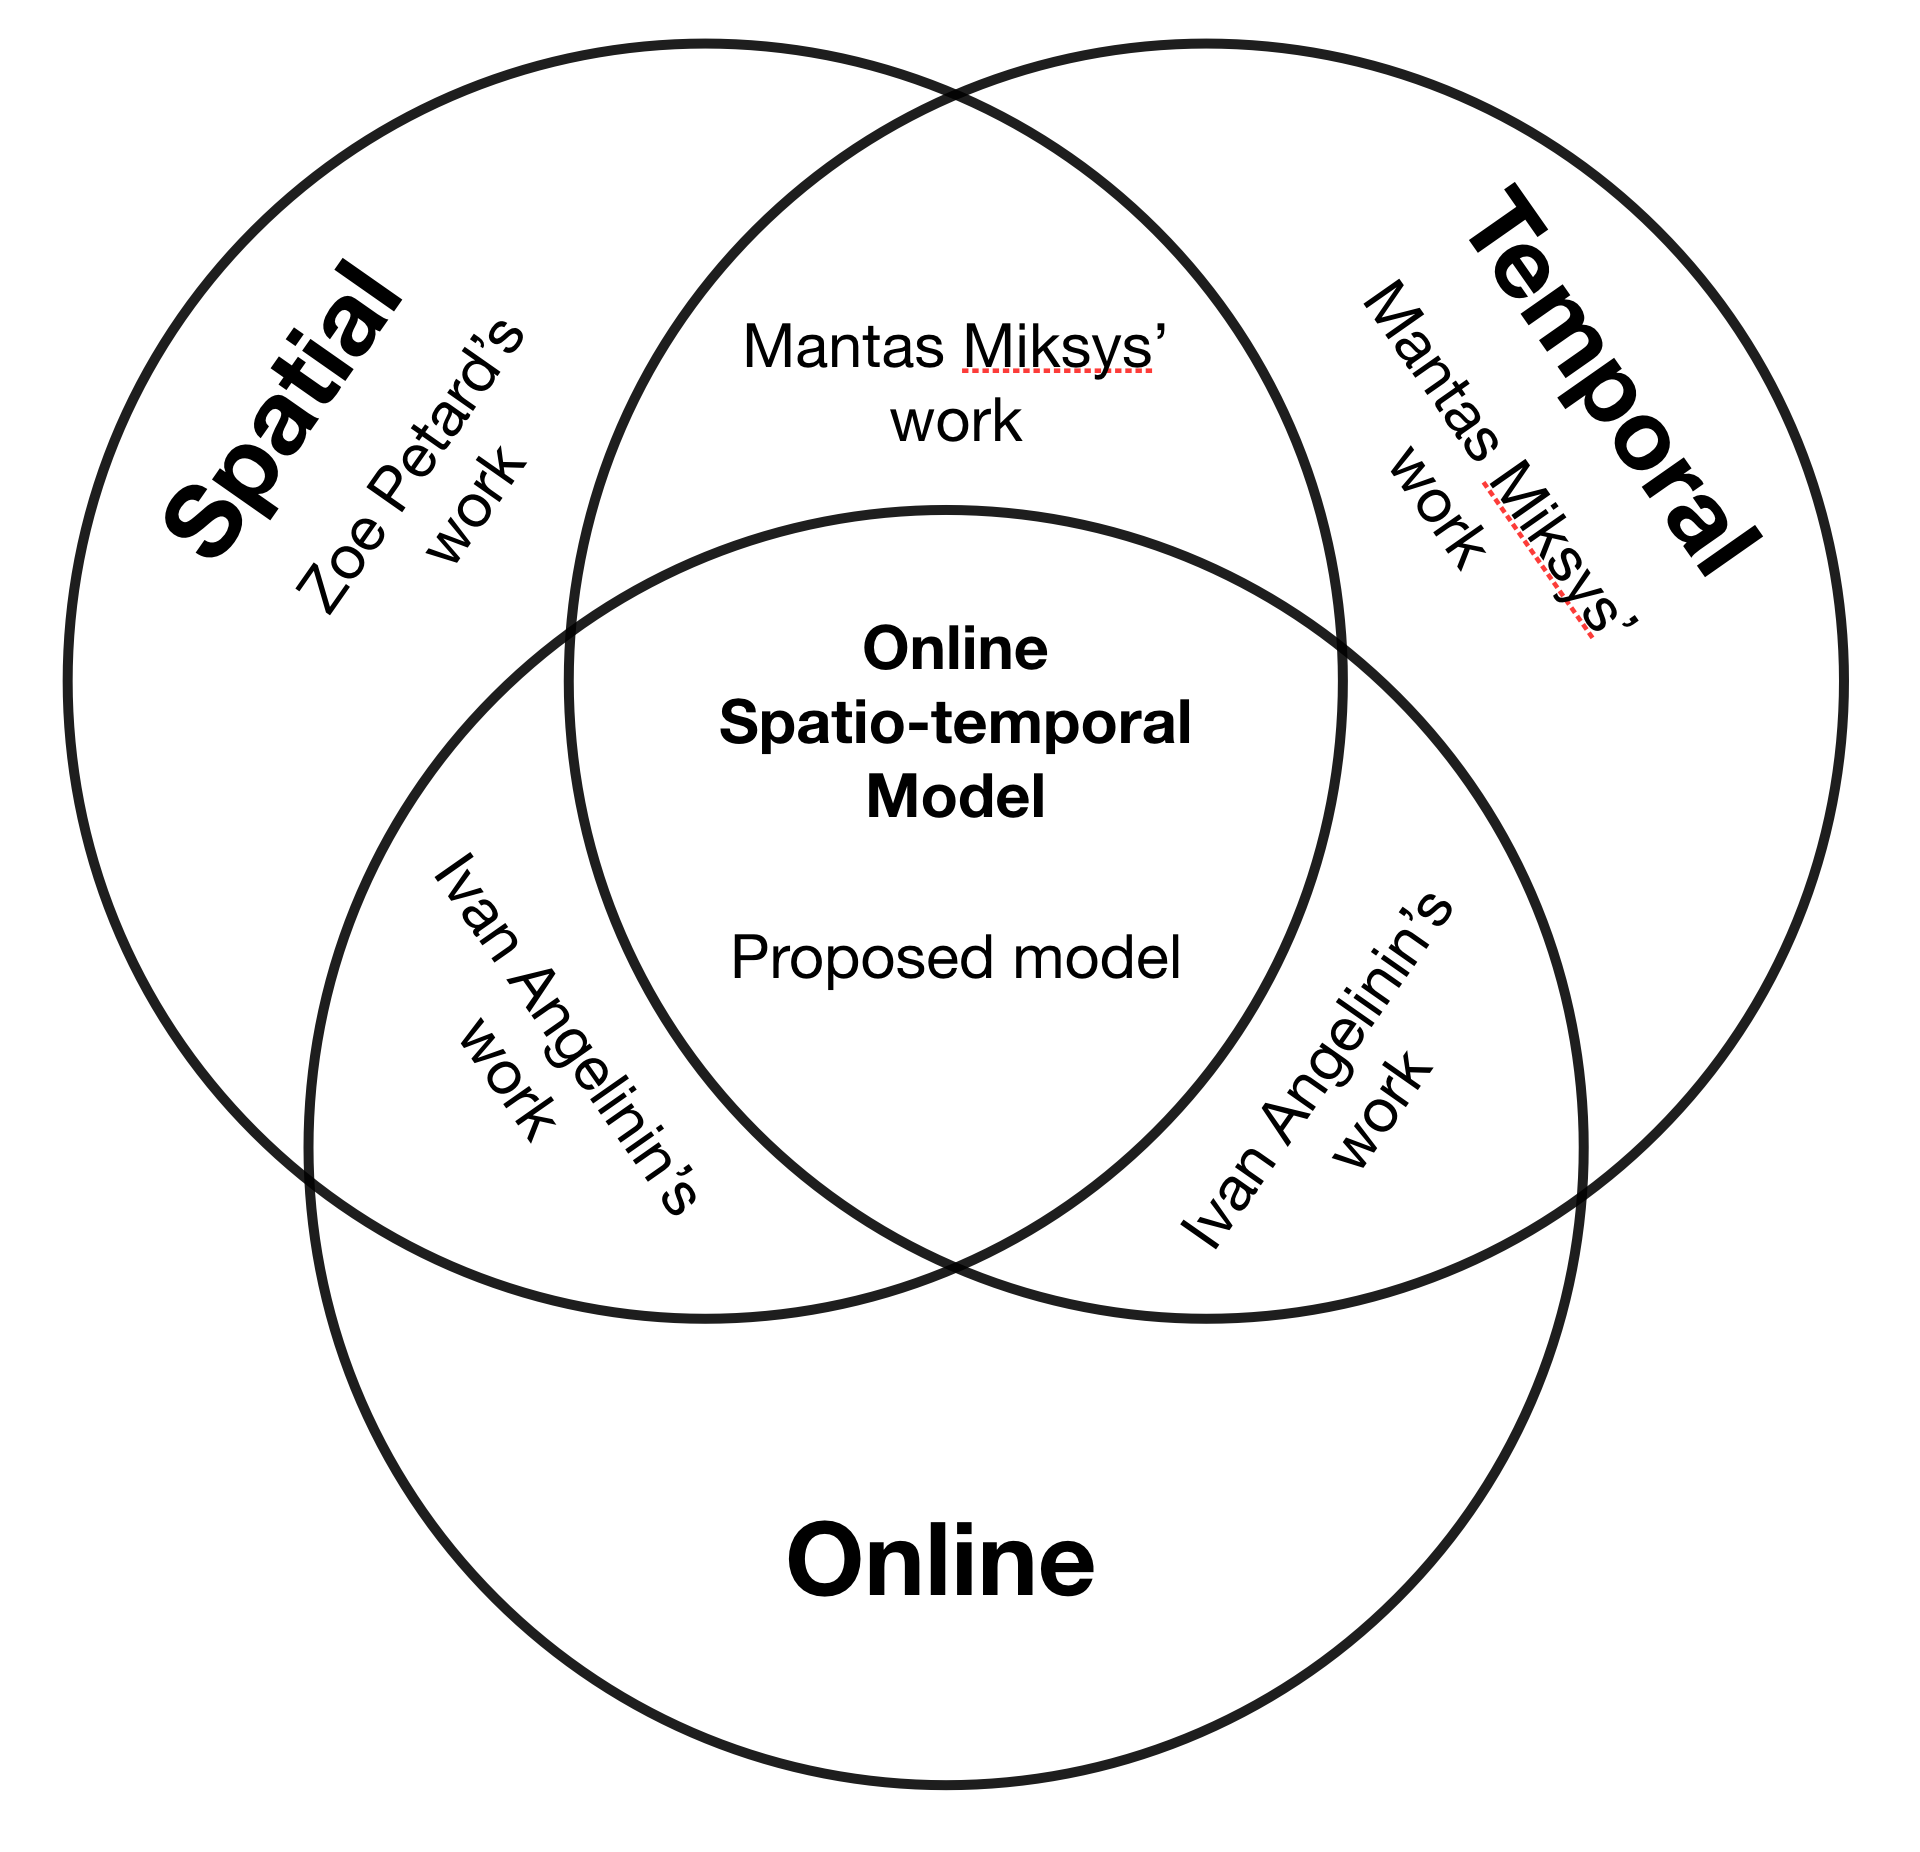 Spatial
Zoe Petard’s
work
Mantas Miksys’
work
Temporal
Mantas Miksys’
work
Online
Spatio-temporal
Model
Proposed model
Ivan Angelinin’s
work
Ivan Angelinin’s
work
Online